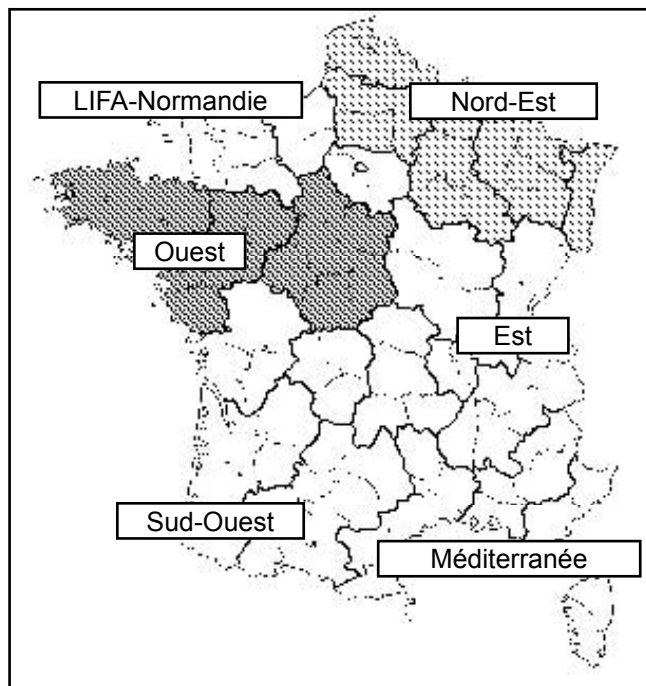 LIFA-Normandie
Nord-Est
Ouest
Est
Sud-Ouest
Méditerranée